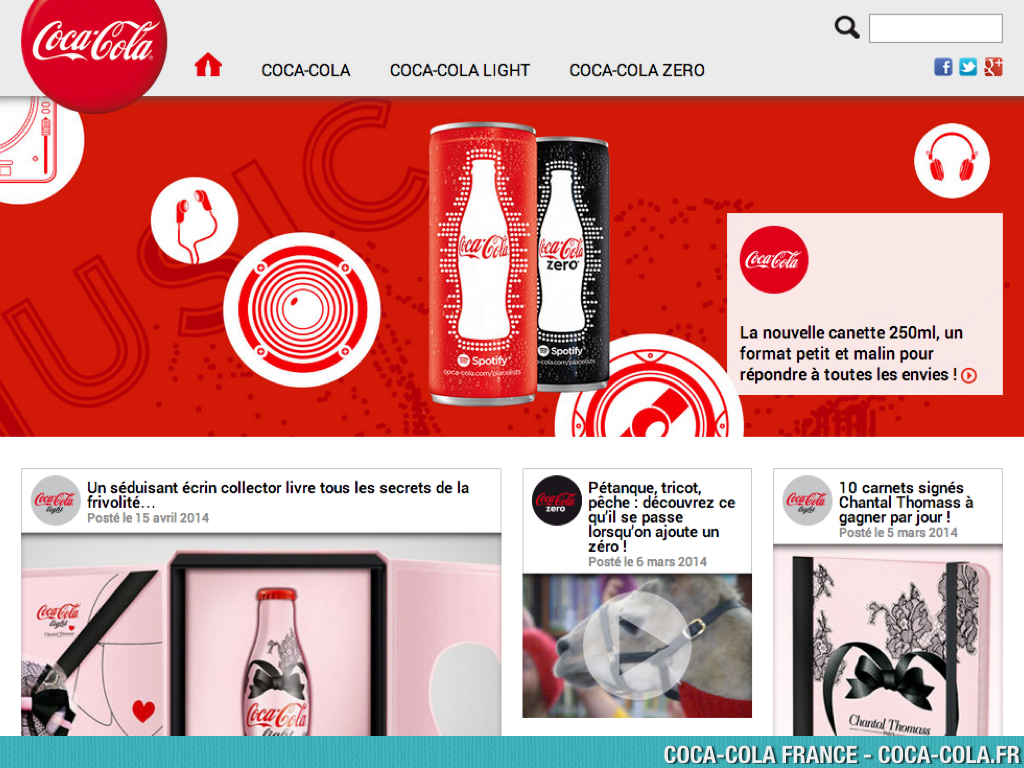 Coca-Cola
COCA-COLA
COCA-COLA LIGHT
COCA-COLA ZERO
USIC
Coca-Cola
Spotify
coca-cola.com/placelists
Coca-Cola
zero
Spotify
-cola.com/placelists
Coca-Cola
La nouvelle canette 250ml, un
format petit et malin pour
répondre à toutes les envies !
Coca-Cola
light
Un séduisant écrin collector livre tous les secrets de la
frivolité…
Posté le 15 avril 2014
Coca-Cola
light
Chantal Thomass
Coca-Cola
light
Coca-Cola
zero
Pétanque, tricot,
pêche : découvrez ce
qu'il se passe
lorsqu'on ajoute un
zéro !
Posté le 6 mars 2014
Coca-Cola
light
10 carnets signés
Chantal Thomass à
gagner par jour !
Posté le 5 mars 2014
Chantal Thomass
COCA-COLA FRANCE - COCA-COLA.FR